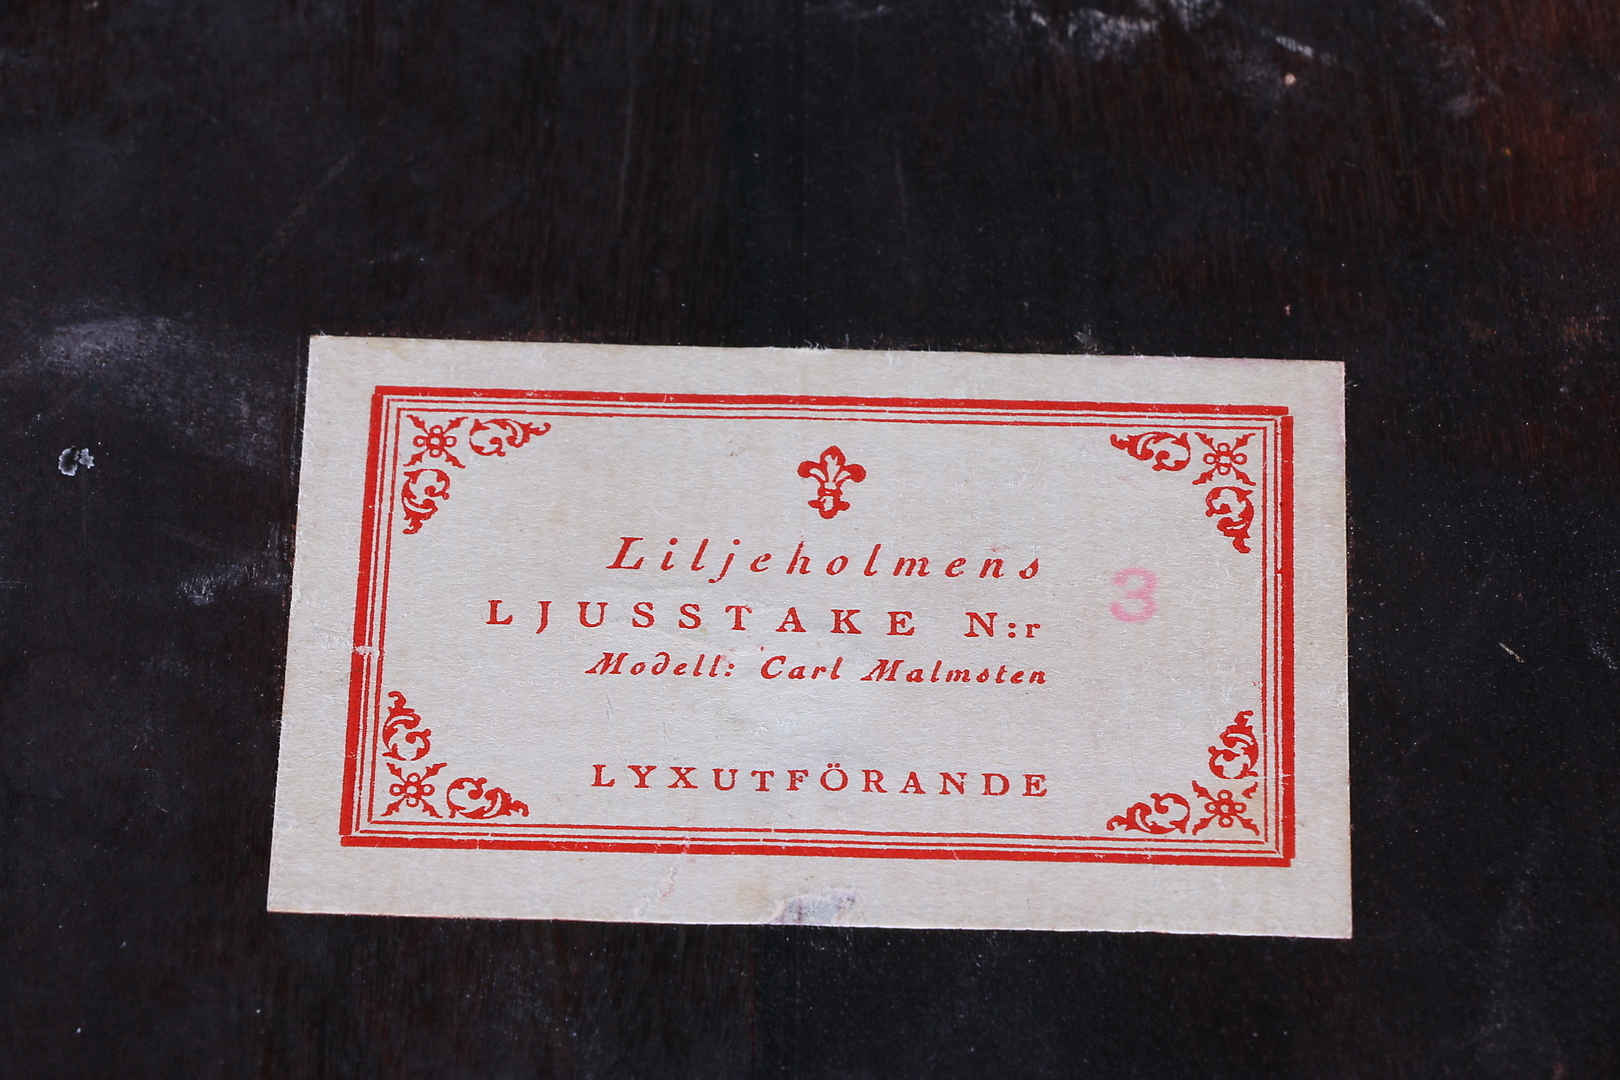 Liljeholmens
LJUSSTAKE N:r 3
Modell: Carl Malmsten
LYXUTFÖRANDE